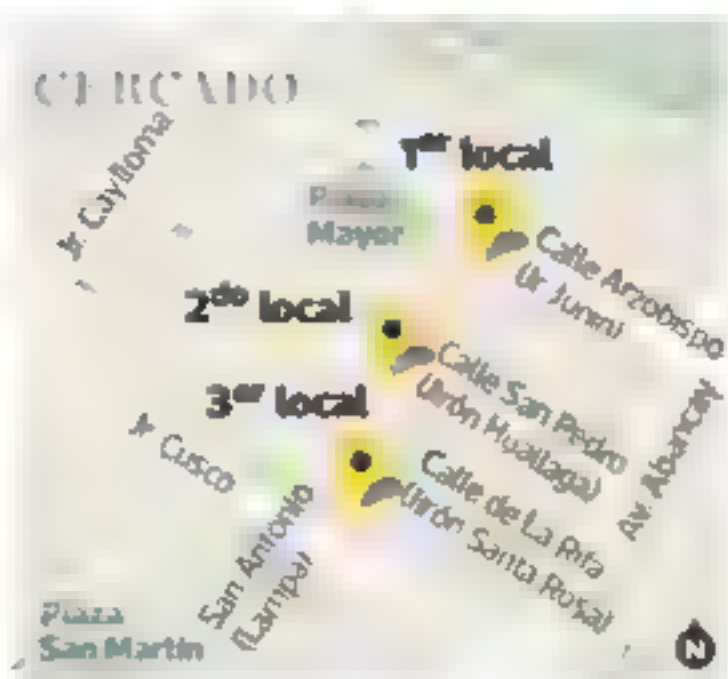 CERCADO
Jr. Caylloma
1er local
Plaza
Mayor
Calle Arzobispo
(Jr Junín)
2do local
Calle San Pedro
(Jirón Huallaga)
3er local
Jr Cusco
Av. Abancay
Calle de La Rifa
(Jirón Santa Rosa)
San Antonio
(Lampa)
Plaza
San Martín
N